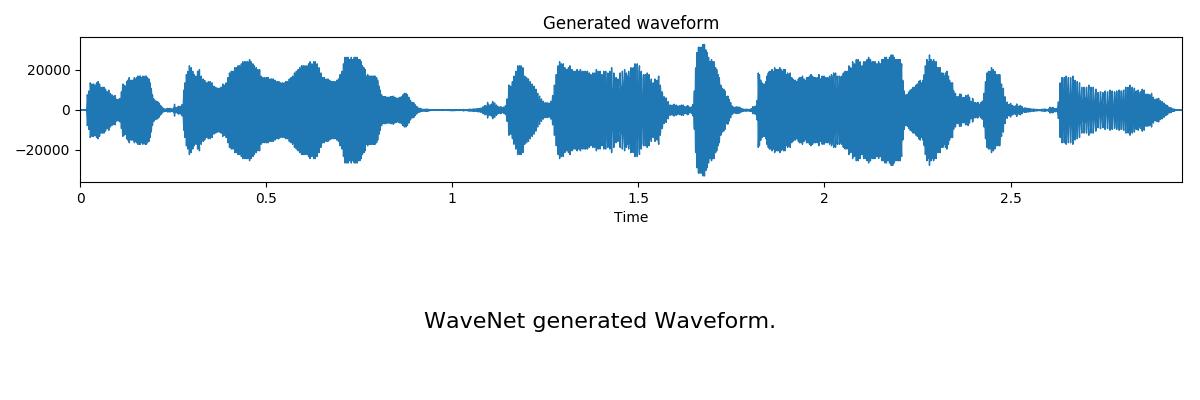 Generated waveform
20000
0
−20000
0 0.5 1 1.5 2 2.5
Time
WaveNet generated Waveform.